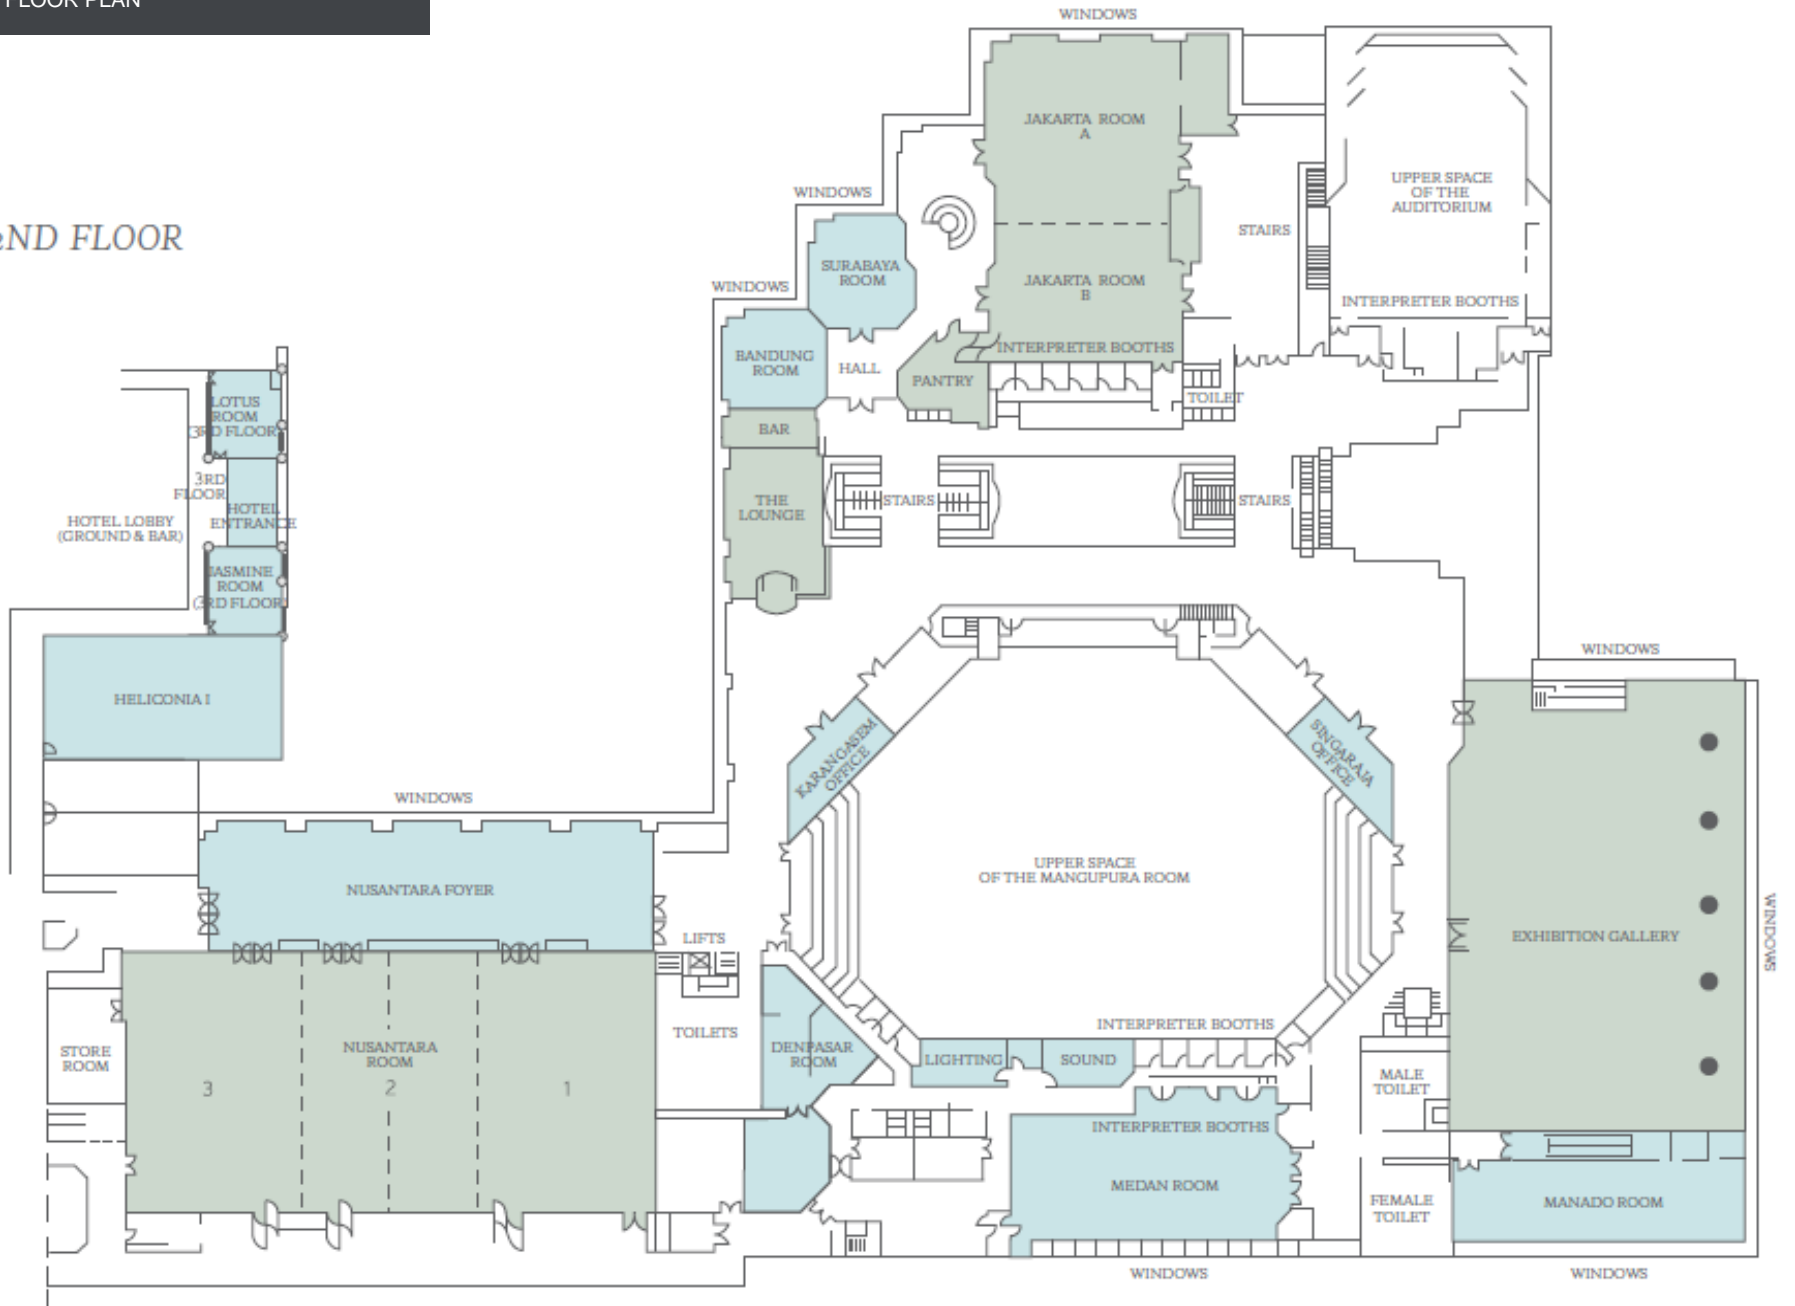 FLOOR PLAN
2ND FLOOR
WINDOWS
JAKARTA ROOM
A
UPPER SPACE
OF THE
AUDITORIUM
WINDOWS
STAIRS
SURABAYA
ROOM
JAKARTA ROOM
B
WINDOWS
INTERPRETER BOOTHS
INTERPRETER BOOTHS
BANDUNG
ROOM
HALL
PANTRY
TOILET
BAR
LOTUS
ROOM
(3RD FLOOR)
3RD
FLOOR
HOTEL
ENTRANCE
HOTEL LOBBY
(GROUND & BAR)
THE
LOUNGE
STAIRS
STAIRS
JASMINE
ROOM
(3RD FLOOR)
WINDOWS
HELICONIA I
KARANGASEM
OFFICE
SINGARAJA
OFFICE
WINDOWS
UPPER SPACE
OF THE MANGUPURA ROOM
NUSANTARA FOYER
WINDOWS
EXHIBITION GALLERY
LIFTS
INTERPRETER BOOTHS
TOILETS
STORE
ROOM
NUSANTARA
ROOM
3
2
1
DENPASAR
ROOM
LIGHTING
SOUND
MALE
TOILET
INTERPRETER BOOTHS
MEDAN ROOM
FEMALE
TOILET
MANADO ROOM
WINDOWS
WINDOWS